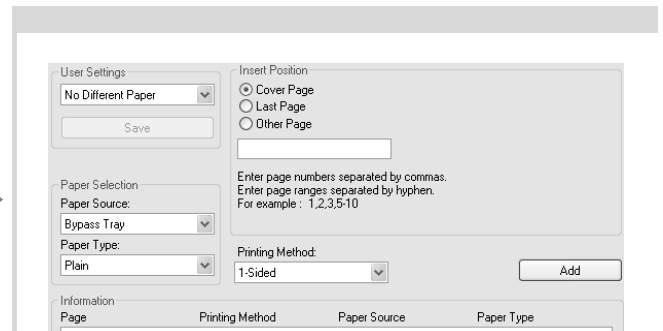 User Settings
No Different Paper
Save
Insert Position
Cover Page
Last Page
Other Page
Enter page numbers separated by commas.
Enter page ranges separated by hyphen.
For example : 1,2,3,5-10
Paper Selection
Paper Source:
Bypass Tray
Paper Type:
Plain
Printing Method:
1-Sided
Add
Information
Page Printing Method Paper Source Paper Type